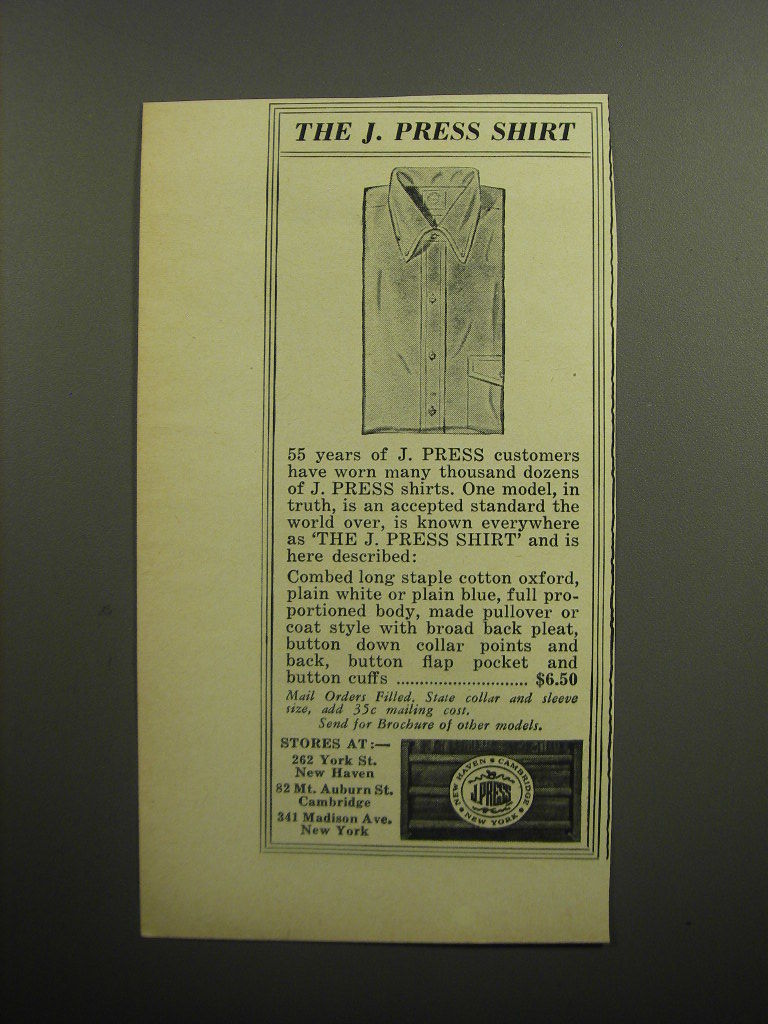 THE J. PRESS SHIRT
55 years of J. PRESS customers
have worn many thousand dozens
of J. PRESS shirts. One model, in
truth, is an accepted standard the
world over, is known everywhere
as 'THE J. PRESS SHIRT' and is
here described:
Combed long staple cotton oxford,
plain white or plain blue, full pro-
portioned body, made pullover or
coat style with broad back pleat,
button down collar points and
back, button flap pocket and
button cuffs ............................ $6.50
Mail Orders Filled. State collar and sleeve
size, add 35c mailing cost.
Send for Brochure of other models.
STORES AT:—
262 York St.
New Haven
82 Mt. Auburn St.
Cambridge
341 Madison Ave.
New York
NEW HAVEN • CAMBRIDGE • NEW YORK •
J. PRESS